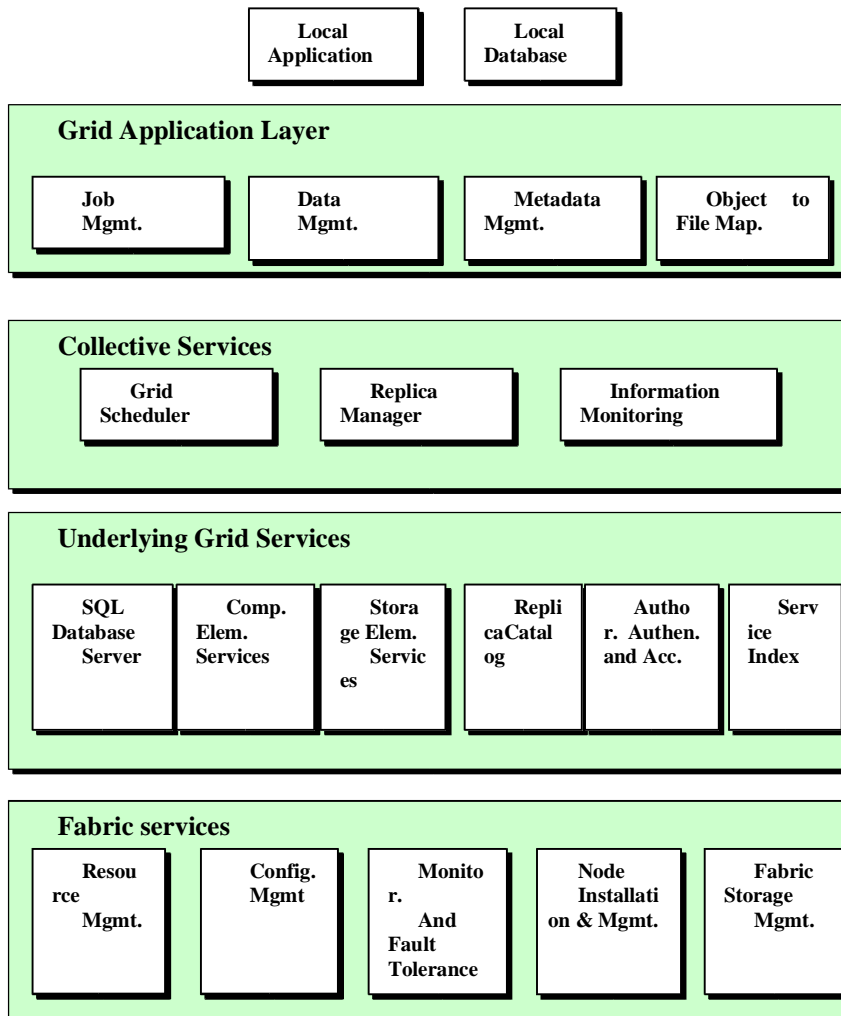 Local
Application
Local
Database
Grid Application Layer
Job
Mgmt.
Data
Mgmt.
Metadata
Mgmt.
Object to
File Map.
Collective Services
Grid
Scheduler
Replica
Manager
Information
Monitoring
Underlying Grid Services
SQL
Database
Server
Comp.
Elem.
Services
Stora
ge Elem.
Servic
es
Repli
caCatal
og
Autho
r. Authen.
and Acc.
Serv
ice
Index
Fabric services
Resou
rce
Mgmt.
Config.
Mgmt
Monito
r.
And
Fault
Tolerance
Node
Installati
on & Mgmt.
Fabric
Storage
Mgmt.